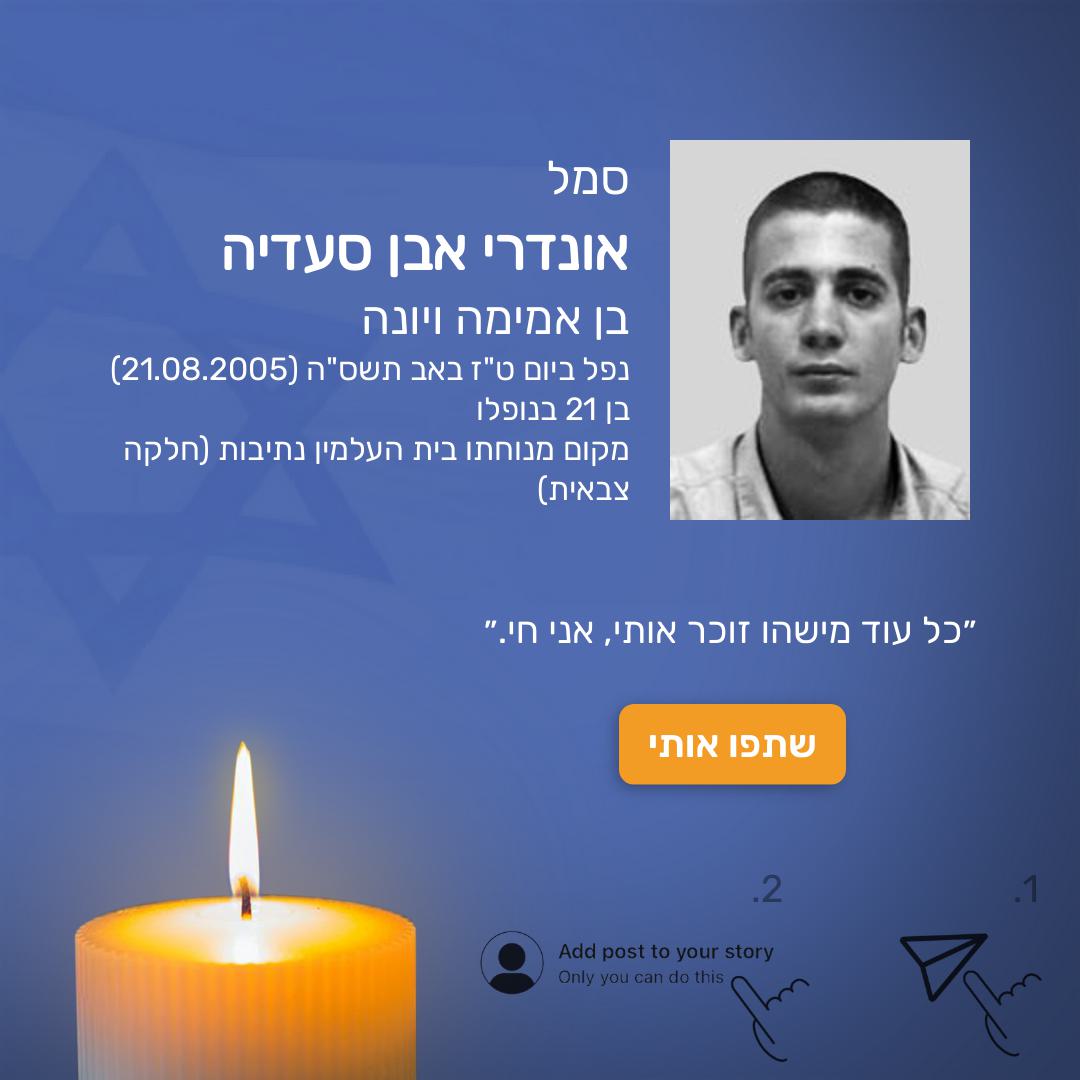 סמל
אונדרי אבן סעדיה
בן אמימה ויונה
נפל ביום ט"ז באב תשס"ה (21.08.2005)
בן 21 בנופלו
מקום מנוחתו בית העלמין נתיבות (חלקה
צבאית)
״כל עוד מישהו זוכר אותי, אני חי.״
שתפו אותי
1.
2.
Add post to your story
Only you can do this